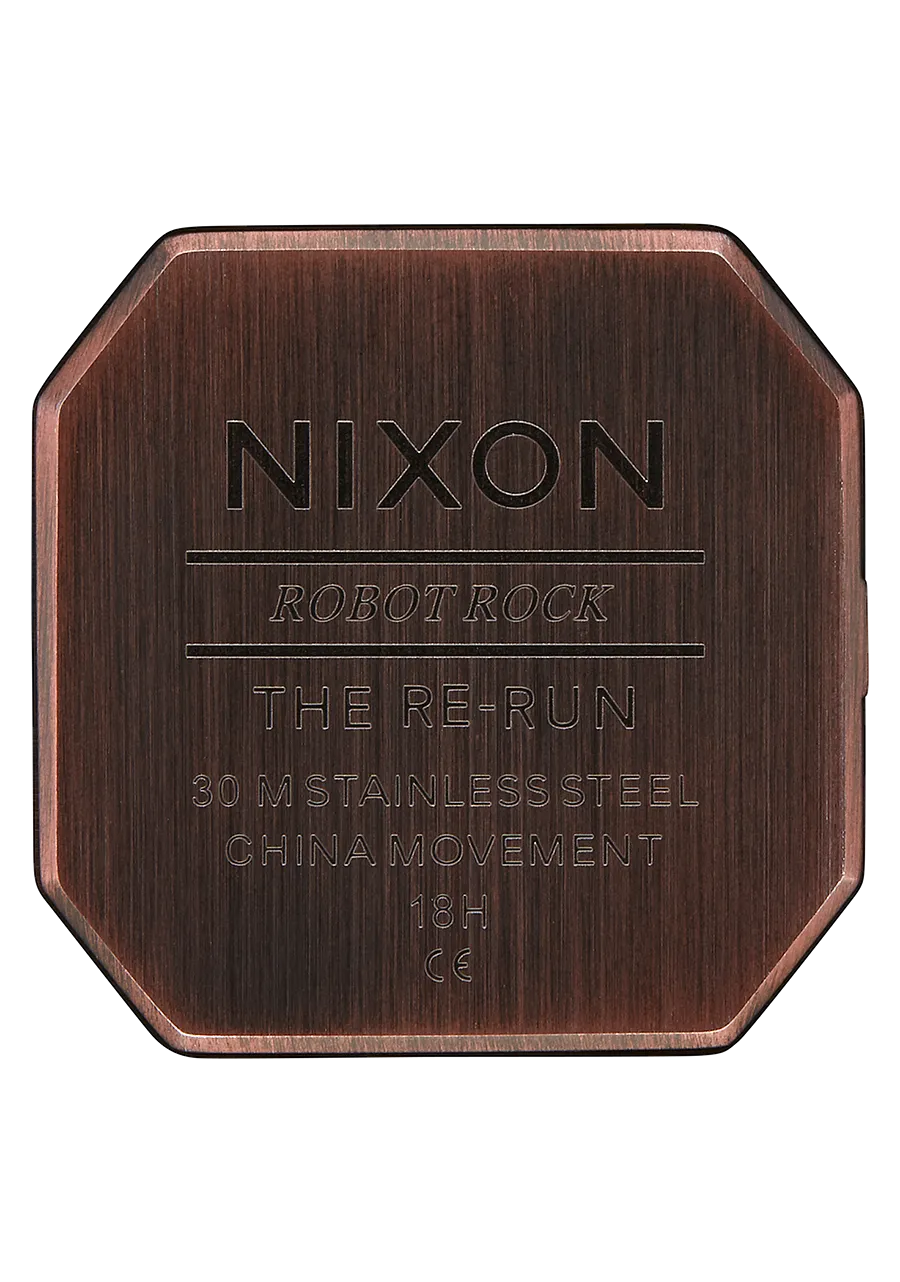 NIXON
ROBOT ROCK
THE RE-RUN
30 M STAINLESS STEEL
CHINA MOVEMENT
18H
CE